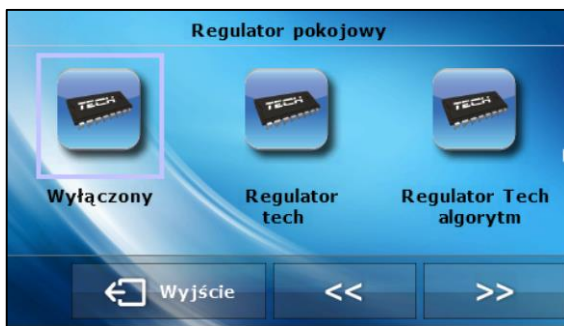 Regulator pokojowy
TECH
TECH
TECH
Wyłączony
Regulator
tech
Regulator Tech
algorytm
Wyjście
<<
>>